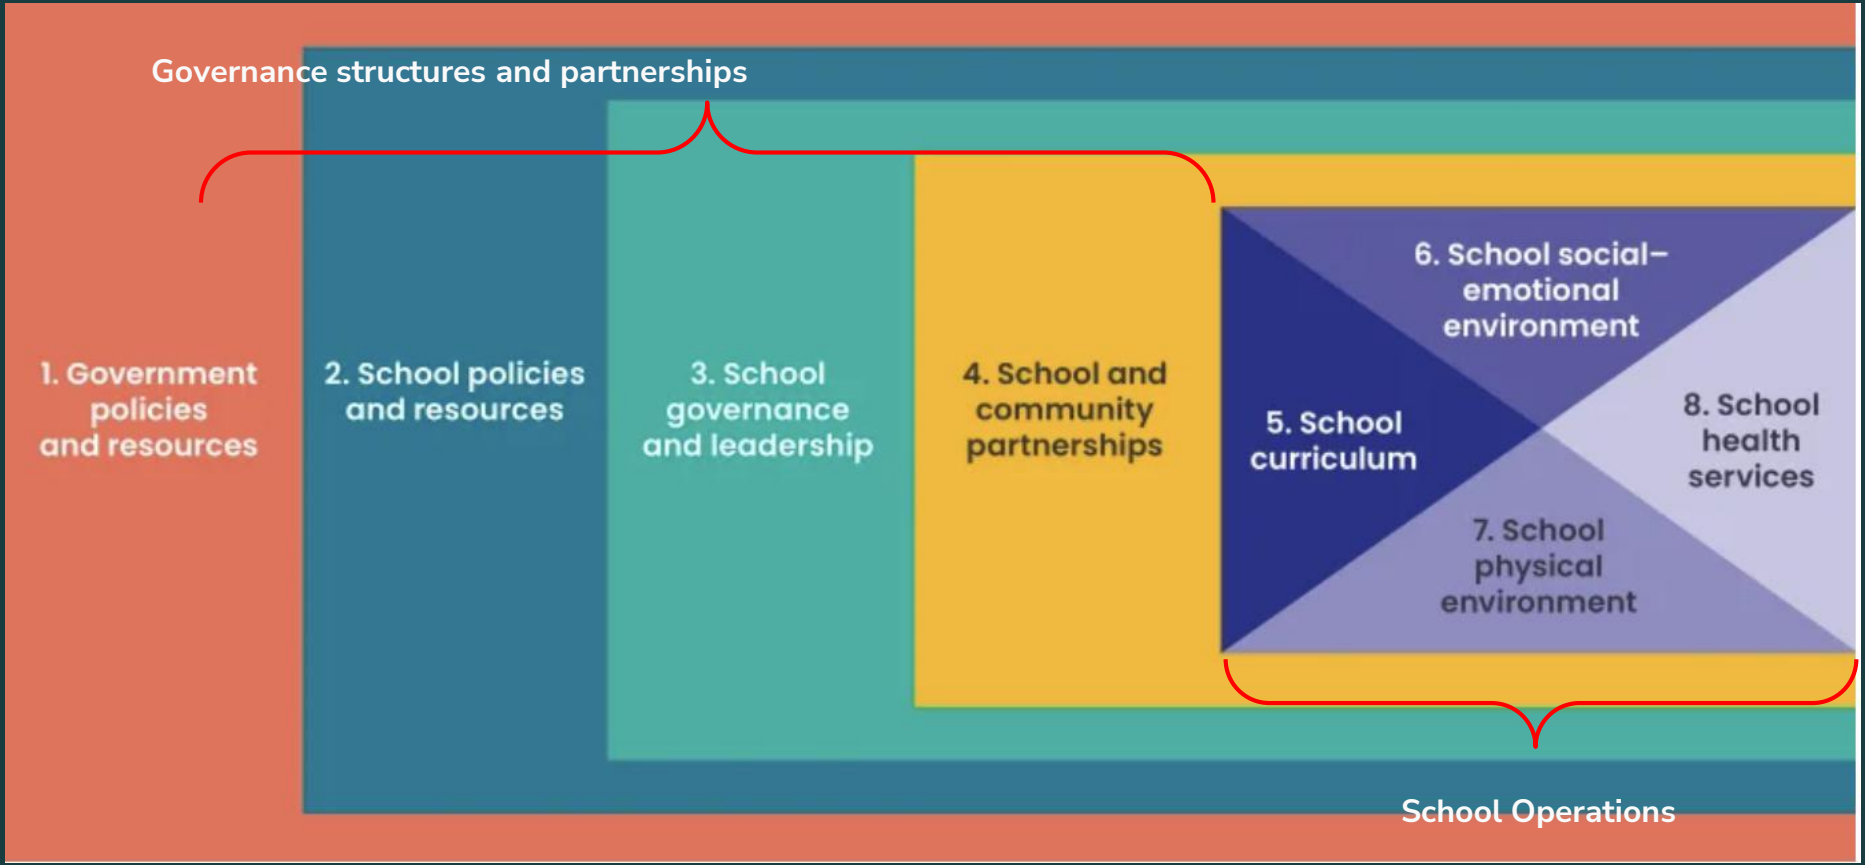 Governance structures and partnerships
1. Government
policies
and resources
2. School policies
and resources
3. School
governance
and leadership
4. School and
community
partnerships
5. School
curriculum
6. School social–
emotional
environment
7. School
physical
environment
8. School
health
services
School Operations